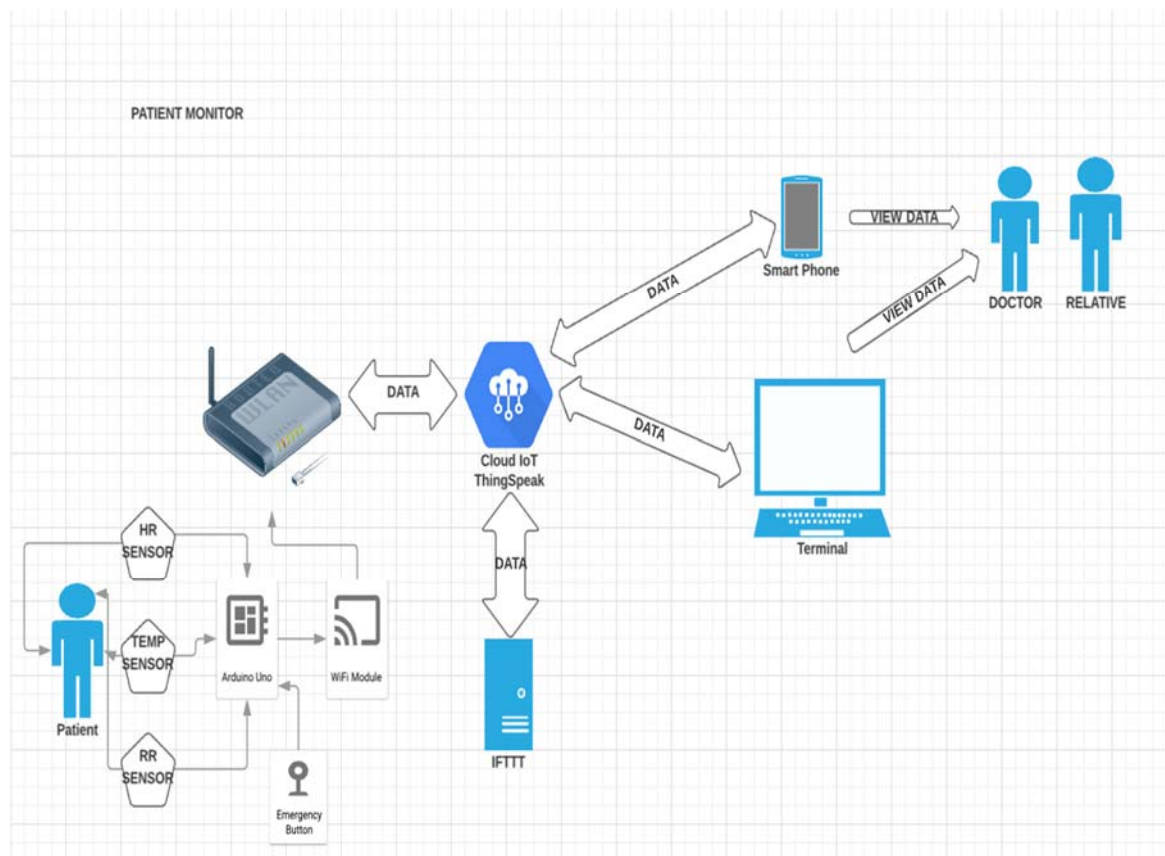 PATIENT MONITOR
VIEW DATA
Smart Phone
DATA
VIEW DATA
DOCTOR
RELATIVE
WLAN
DATA
DATA
Cloud IoT
ThingSpeak
Terminal
HR
SENSOR
DATA
TEMP
SENSOR
Arduino Uno
WiFi Module
Patient
RR
SENSOR
IFTTT
Emergency
Button